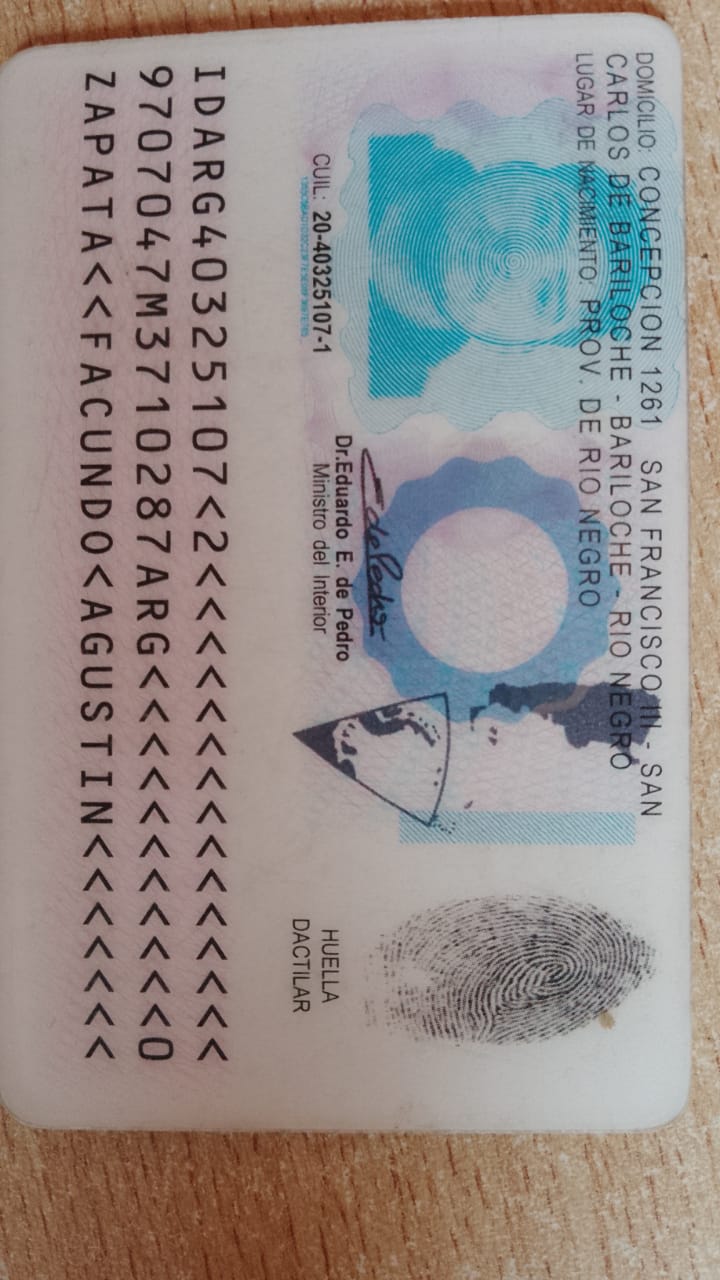 DOMICILIO: CONCEPCION 1261 SAN FRANCISCO III - SAN
CARLOS DE BARILOCHE - BARILOCHE - RIO NEGRO
LUGAR DE NACIMIENTO: PROV. DE RIO NEGRO
CUIL: 20-40325107-1
Dr.Eduardo E. de Pedro
Ministro del Interior
HUELLA
DACTILAR
IDARG40325107<2<<<<<<<<<<<<<<<
9707047M3710287ARG<<<<<<<<<<<0
ZAPATA<<FACUNDO<AGUSTIN<<<<<<<